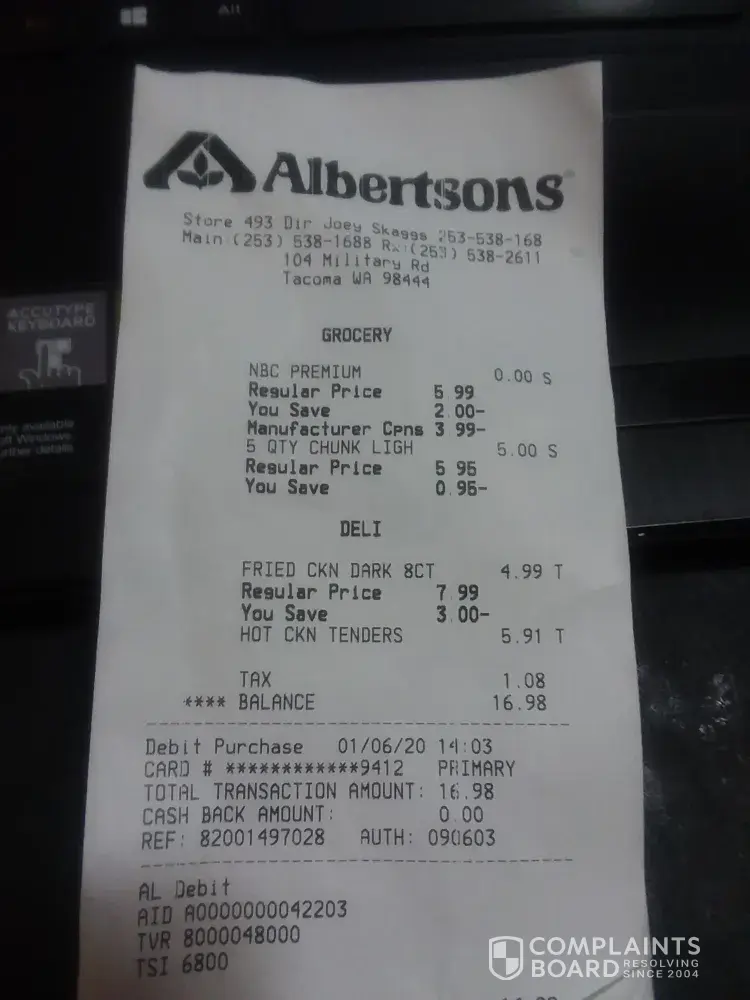 Alt
Albertsons
Store 493 Dir Joey Skaggs 253-538-168
Main:(253) 538-1688 Rx:(253) 538-2611
104 Military Rd
Tacoma WA 98444
GROCERY
NBC PREMIUM 0.00 S
Regular Price 5.99
You Save 2.00-
Manufacturer Cpns 3.99-
5 QTY CHUNK LIGH 5.00 S
Regular Price 5.95
You Save 0.95-
DELI
FRIED CKN DARK 8CT 4.99 T
Regular Price 7.99
You Save 3.00-
HOT CKN TENDERS 5.91 T
TAX 1.08
**** BALANCE 16.98
Debit Purchase 01/06/20 14:03
CARD # ************9412 PRIMARY
TOTAL TRANSACTION AMOUNT: 16.98
CASH BACK AMOUNT: 0.00
REF: 82001497028 AUTH: 090603
AL Debit
AID A0000000042203
TVR 8000048000
TSI 6800
ACCUTYPE
KEYBOARD
available
Windows
details
COMPLAINTS
BOARD RESOLVING
SINCE 2004